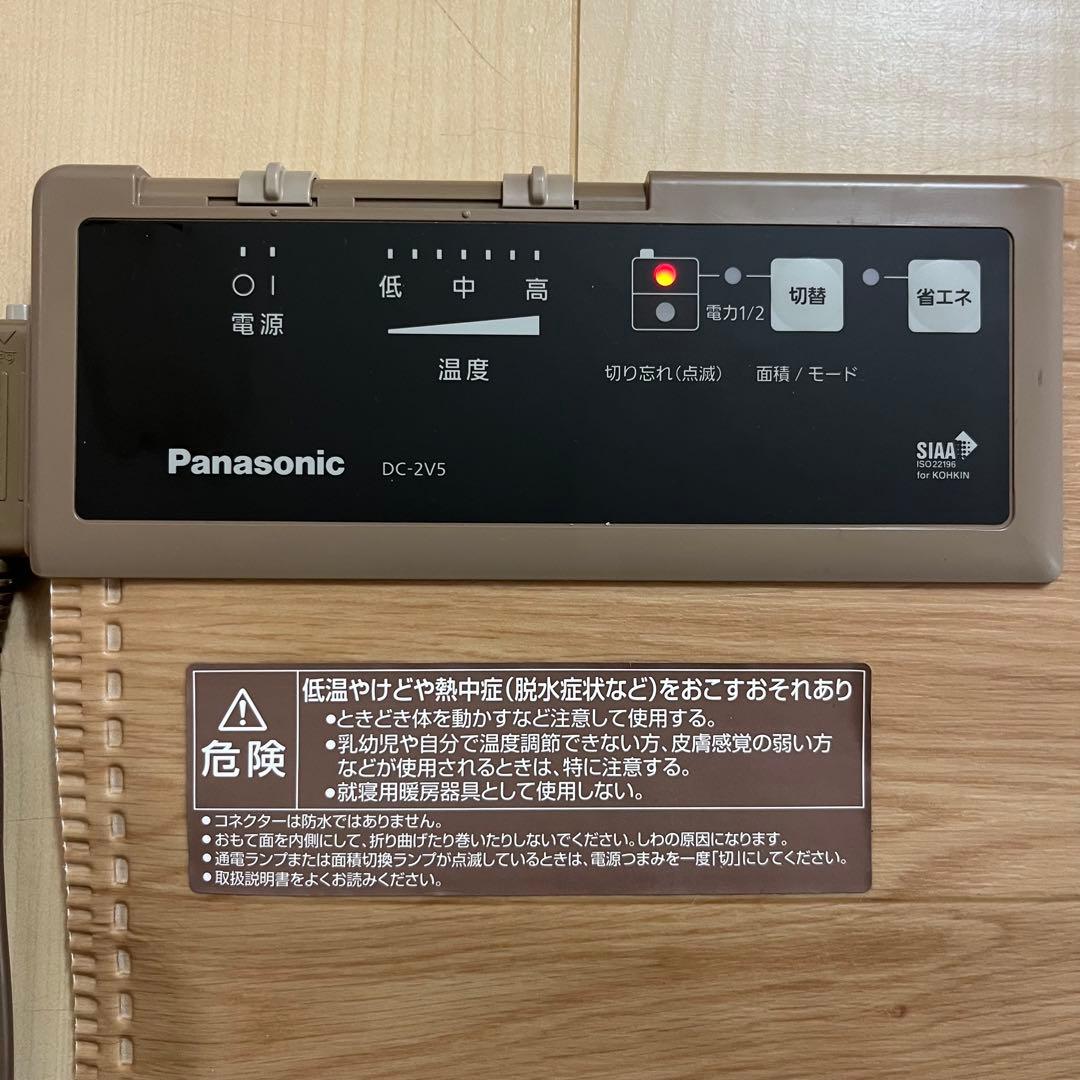 電源
低 中 高
温度
電力1/2
切替
省エネ
切り忘れ(点滅)
面積 / モード
Panasonic
DC-2V5
SIAA
ISO22196
for KOHKIN
危険
低温やけどや熱中症(脱水症状など)をおこすおそれあり
●ときどき体を動かすなど注意して使用する。
●乳幼児や自分で温度調節できない方、皮膚感覚の弱い方
などが使用されるときは、特に注意する。
●就寝用暖房器具として使用しない。
●コネクターは防水ではありません。
●おもて面を内側にして、折り曲げたり巻いたりしないでください。しわの原因になります。
●通電ランプまたは面積切換ランプが点滅しているときは、電源つまみを一度「切」にしてください。
●取扱説明書をよくお読みください。